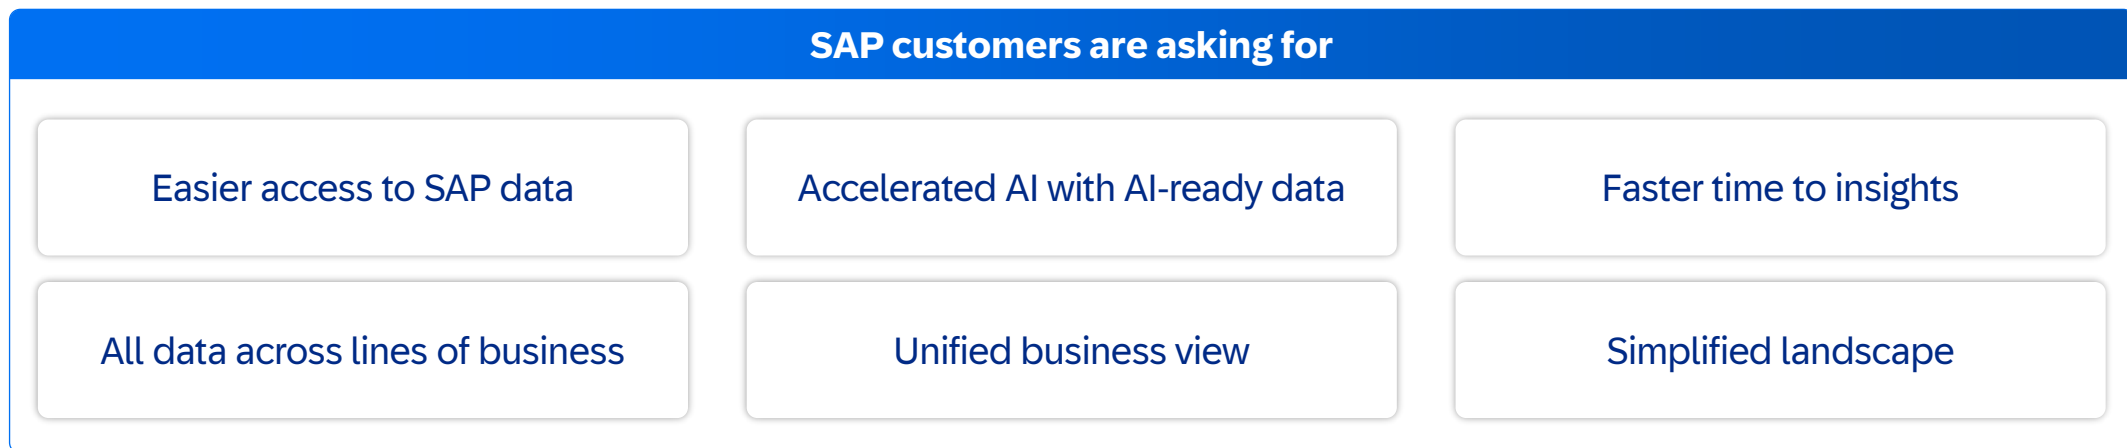 SAP customers are asking for
Easier access to SAP data
Accelerated AI with AI-ready data
Faster time to insights
All data across lines of business
Unified business view
Simplified landscape